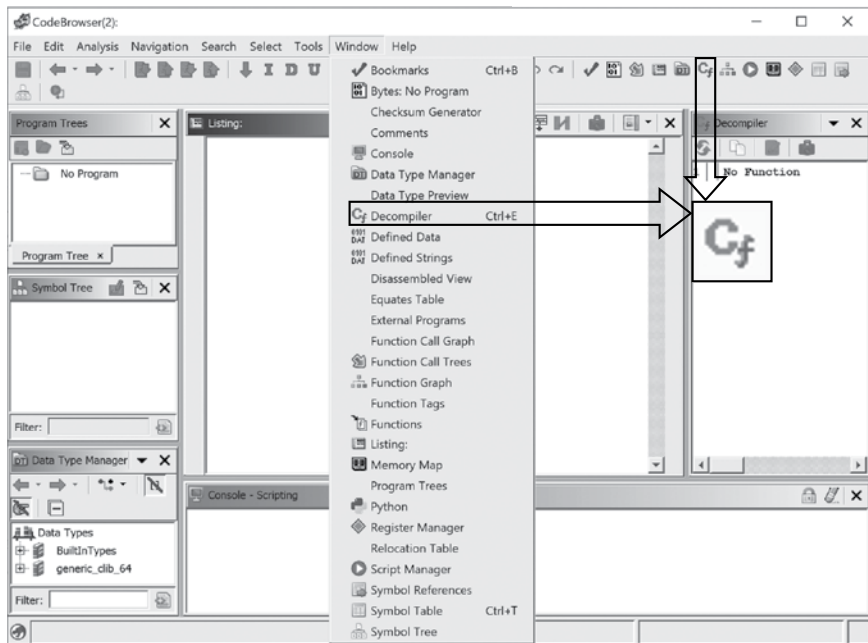 CodeBrowser(2):
File Edit Analysis Navigation Search Select Tools Window Help
I D U
Program Trees
No Program
Program Tree
Symbol Tree
Filter:
Data Type Manager
Data Types
BuiltInTypes
generic_clib_64
Filter:
Listing:
Bookmarks Ctrl+B
Bytes: No Program
Checksum Generator
Comments
Console
Data Type Manager
Data Type Preview
Cf Decompiler Ctrl+E
Defined Data
Defined Strings
Disassembled View
Equates Table
External Programs
Function Call Graph
Function Call Trees
Function Graph
Function Tags
Functions
Listing:
Memory Map
Program Trees
Python
Register Manager
Relocation Table
Script Manager
Symbol References
Symbol Table Ctrl+T
Symbol Tree
Decompiler
No Function
Cf
Console - Scripting